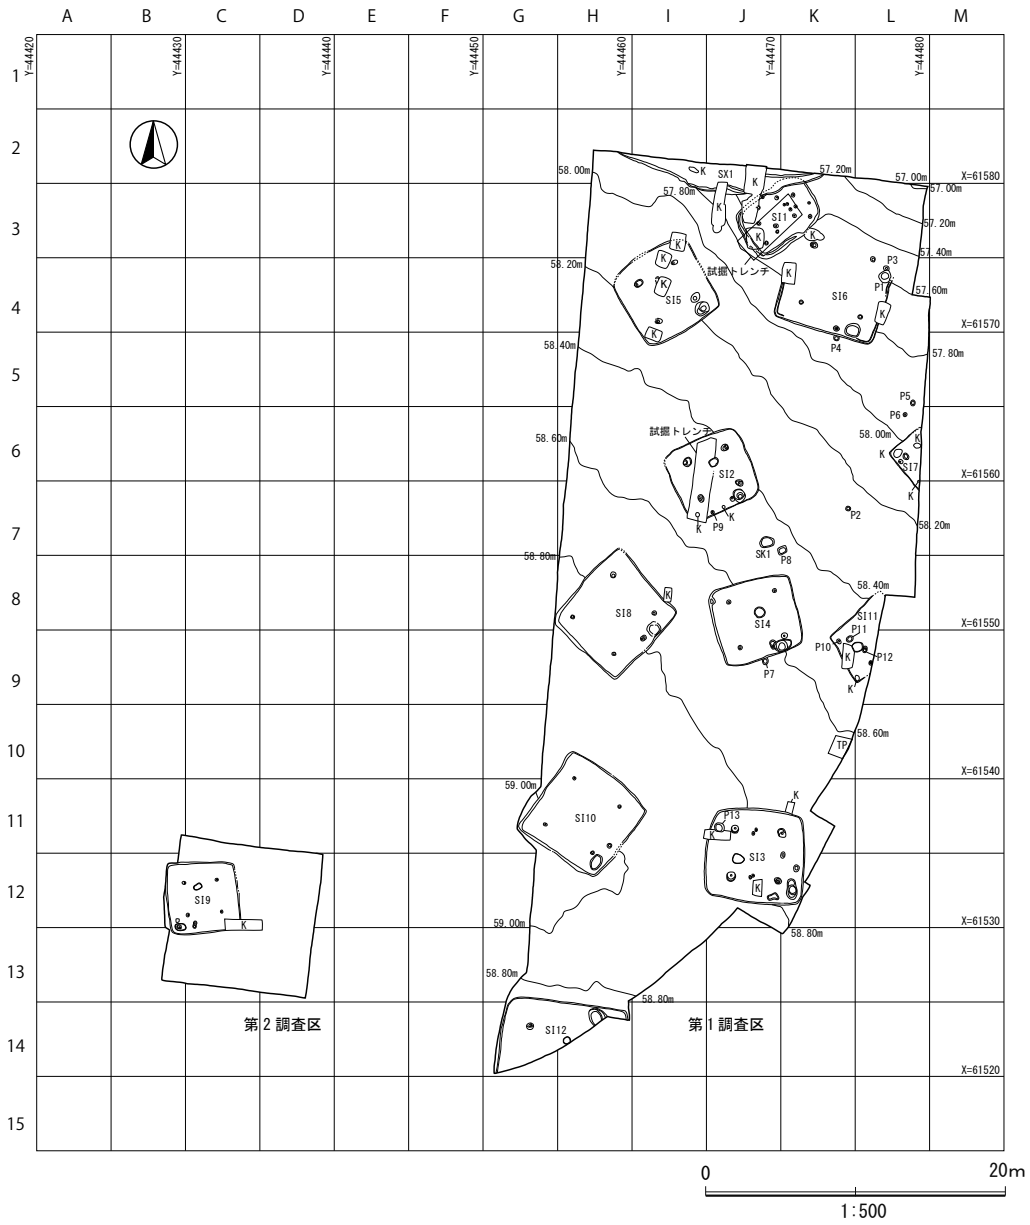 A B C D E F G H I J K L M
Y=44420 Y=44430 Y=44440 Y=44450 Y=44460 Y=44470 Y=44480
1
2
58.00m K SX1 K 57.20m 57.00m X=61580
57.80m K 57.00m
3
SI1 57.20m
K K K 57.40m
58.20m K 試掘トレンチ K P3
4
K SI5 SI6 P1 57.60m
K K X=61570
58.40m P4 57.80m
5
P5
P6
58.60m 試掘トレンチ 58.00m K
6
K SI7
SI2 X=61560
K
K P9 K P2
7
58.20m
58.80m SK1 P8
8
K 58.40m
SI8 SI4 SI11
P11 X=61550
P10 K P12
9
P7 K
10
TP 58.60m
59.00m X=61540
K
11
SI10 K P13
SI3
12
SI9 K
K 59.00m X=61530
58.80m
13
58.80m
58.80m
第2調査区 SI12 第1調査区
14
X=61520
15
0 20m
1:500